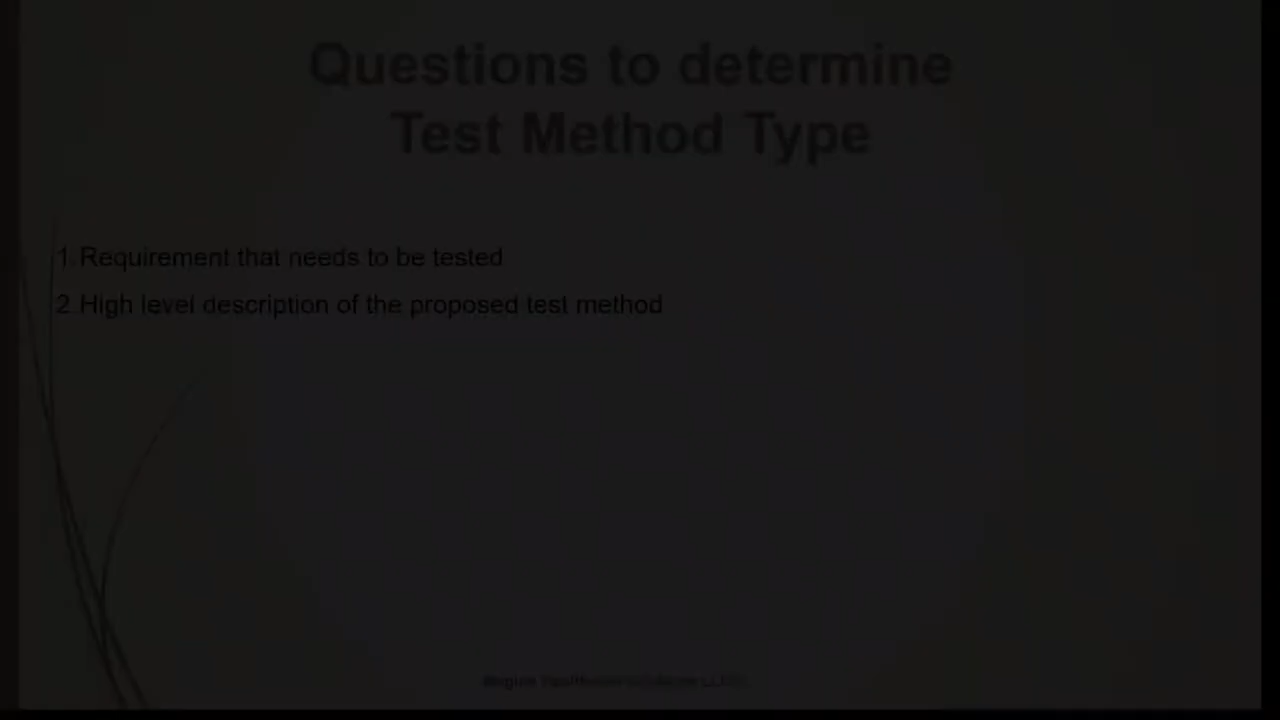 Questions to determine
Test Method Type
1.Requirement that needs to be tested
2.High level description of the proposed test method